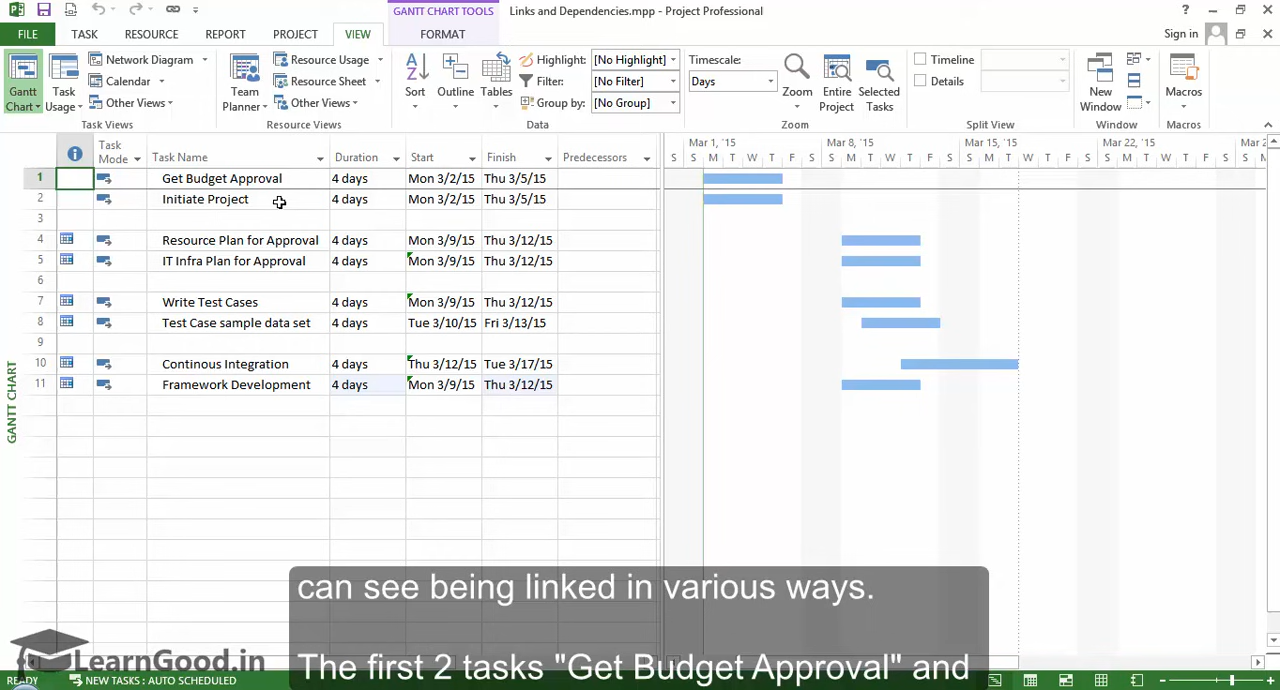 GANTT CHART TOOLS Links and Dependencies.mpp - Project Professional
FILE TASK RESOURCE REPORT PROJECT VIEW FORMAT Sign in
Gantt Chart Task Usage Network Diagram Calendar Other Views Task Views
Team Planner Resource Usage Resource Sheet Other Views Resource Views
Sort Outline Tables Highlight: [No Highlight] Filter: [No Filter] Group by: [No Group] Data
Timescale: Days Zoom Entire Project Selected Tasks Zoom
Timeline Details Split View
New Window Window
Macros Macros
Task Mode Task Name Duration Start Finish Predecessors
Mar 1, '15 Mar 8, '15 Mar 15, '15 Mar 22, '15 Mar 2
S M T W T F S S M T W T F S S M T W T F S S M T W T F S S
1 Get Budget Approval 4 days Mon 3/2/15 Thu 3/5/15
2 Initiate Project 4 days Mon 3/2/15 Thu 3/5/15
3
4 Resource Plan for Approval 4 days Mon 3/9/15 Thu 3/12/15
5 IT Infra Plan for Approval 4 days Mon 3/9/15 Thu 3/12/15
6
7 Write Test Cases 4 days Mon 3/9/15 Thu 3/12/15
8 Test Case sample data set 4 days Tue 3/10/15 Fri 3/13/15
9
10 Continous Integration 4 days Thu 3/12/15 Tue 3/17/15
11 Framework Development 4 days Mon 3/9/15 Thu 3/12/15
GANTT CHART
can see being linked in various ways.
The first 2 tasks "Get Budget Approval" and
LearnGood.in
READY NEW TASKS : AUTO SCHEDULED